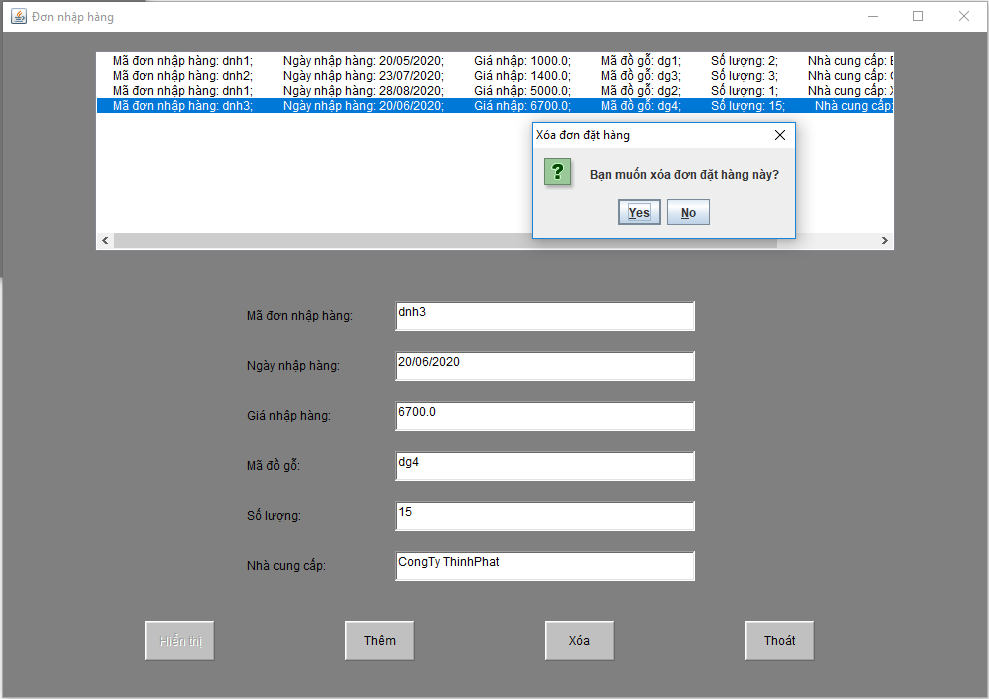 Đơn nhập hàng
Mã đơn nhập hàng: dnh1; Ngày nhập hàng: 20/05/2020; Giá nhập: 1000.0; Mã đồ gỗ: dg1; Số lượng: 2; Nhà cung cấp:
Mã đơn nhập hàng: dnh2; Ngày nhập hàng: 23/07/2020; Giá nhập: 1400.0; Mã đồ gỗ: dg3; Số lượng: 3; Nhà cung cấp:
Mã đơn nhập hàng: dnh1; Ngày nhập hàng: 28/08/2020; Giá nhập: 5000.0; Mã đồ gỗ: dg2; Số lượng: 1; Nhà cung cấp:
Mã đơn nhập hàng: dnh3; Ngày nhập hàng: 20/06/2020; Giá nhập: 6700.0; Mã đồ gỗ: dg4; Số lượng: 15; Nhà cung cấp:
Xóa đơn đặt hàng
? Bạn muốn xóa đơn đặt hàng này?
Yes No
Mã đơn nhập hàng: dnh3
Ngày nhập hàng: 20/06/2020
Giá nhập hàng: 6700.0
Mã đồ gỗ: dg4
Số lượng: 15
Nhà cung cấp: CongTy ThinhPhat
Hiển thị Thêm Xóa Thoát